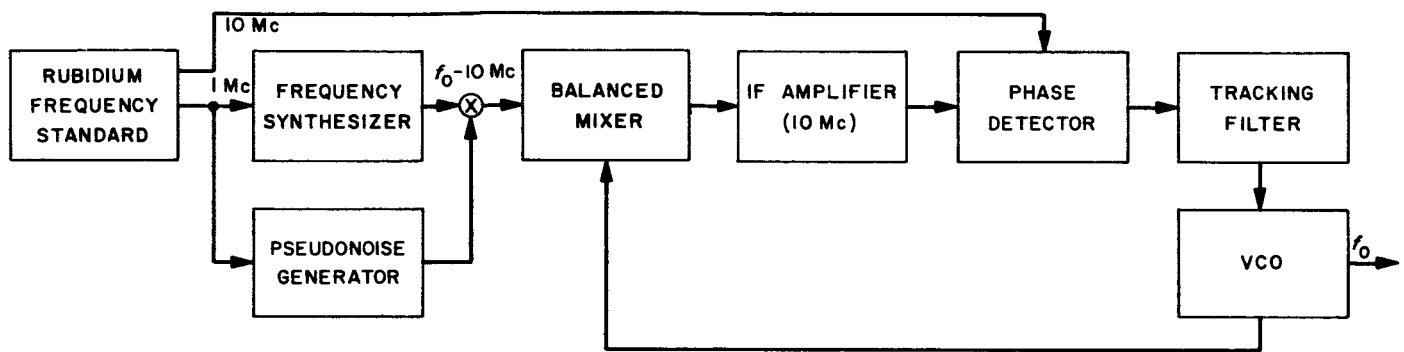 10 Mc
RUBIDIUM
FREQUENCY
STANDARD
1 Mc
FREQUENCY
SYNTHESIZER
f0-10 Mc
X
BALANCED
MIXER
IF AMPLIFIER
(10 Mc)
PHASE
DETECTOR
TRACKING
FILTER
PSEUDONOISE
GENERATOR
VCO
f0